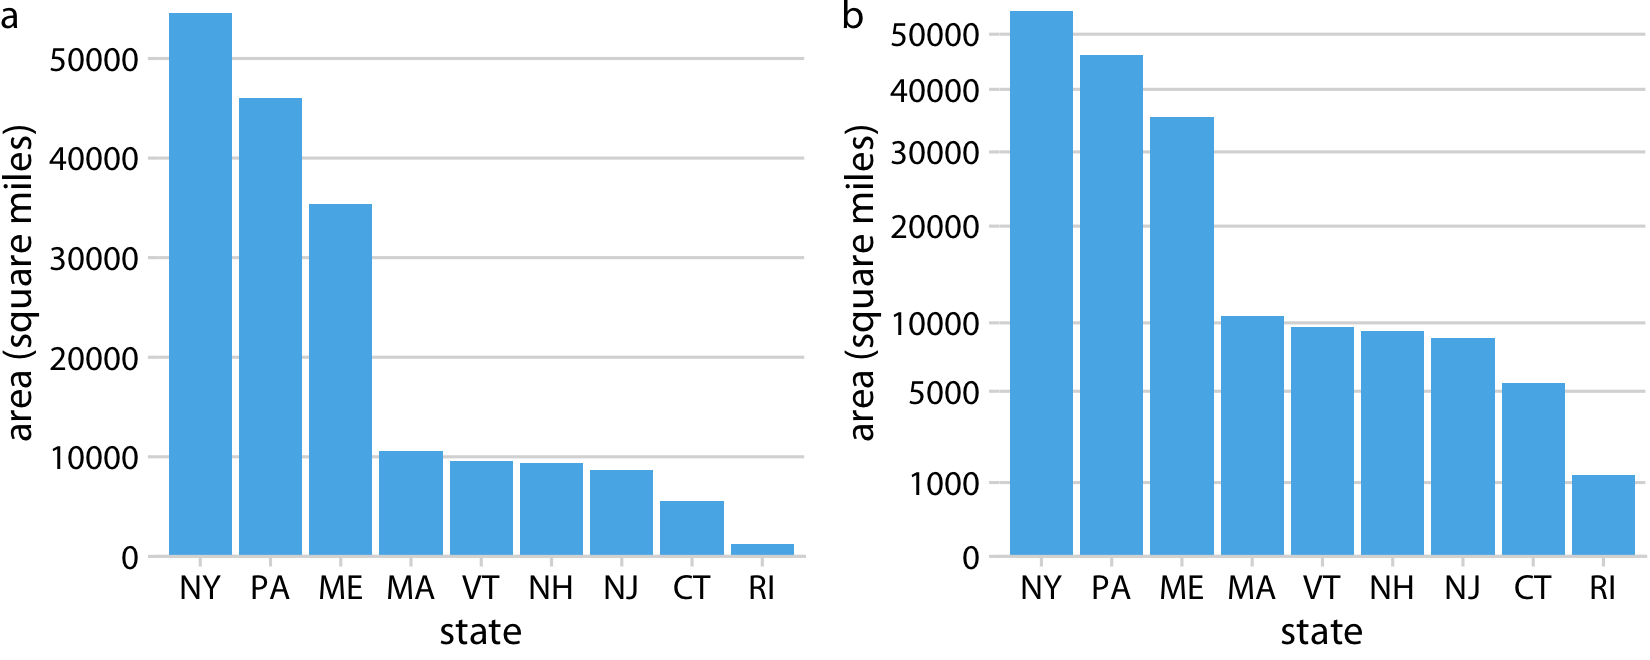 a
area (square miles)
50000
40000
30000
20000
10000
0
NY PA ME MA VT NH NJ CT RI
state
b
area (square miles)
50000
40000
30000
20000
10000
5000
1000
0
NY PA ME MA VT NH NJ CT RI
state